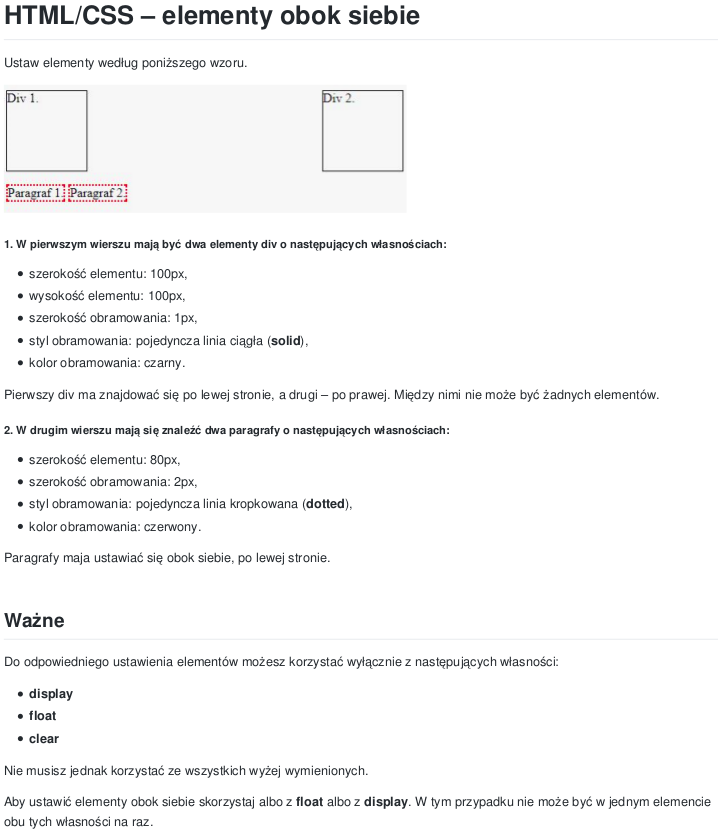 HTML/CSS – elementy obok siebie
Ustaw elementy według poniższego wzoru.
Div 1. Div 2.
Paragraf 1. Paragraf 2.
1. W pierwszym wierszu mają być dwa elementy div o następujących własnościach:
• szerokość elementu: 100px,
• wysokość elementu: 100px,
• szerokość obramowania: 1px,
• styl obramowania: pojedyncza linia ciągła (solid),
• kolor obramowania: czarny.
Pierwszy div ma znajdować się po lewej stronie, a drugi – po prawej. Między nimi nie może być żadnych elementów.
2. W drugim wierszu mają się znaleźć dwa paragrafy o następujących własnościach:
• szerokość elementu: 80px,
• szerokość obramowania: 2px,
• styl obramowania: pojedyncza linia kropkowana (dotted),
• kolor obramowania: czerwony.
Paragrafy maja ustawiać się obok siebie, po lewej stronie.
Ważne
Do odpowiedniego ustawienia elementów możesz korzystać wyłącznie z następujących własności:
• display
• float
• clear
Nie musisz jednak korzystać ze wszystkich wyżej wymienionych.
Aby ustawić elementy obok siebie skorzystaj albo z float albo z display. W tym przypadku nie może być w jednym elemencie
obu tych własności na raz.